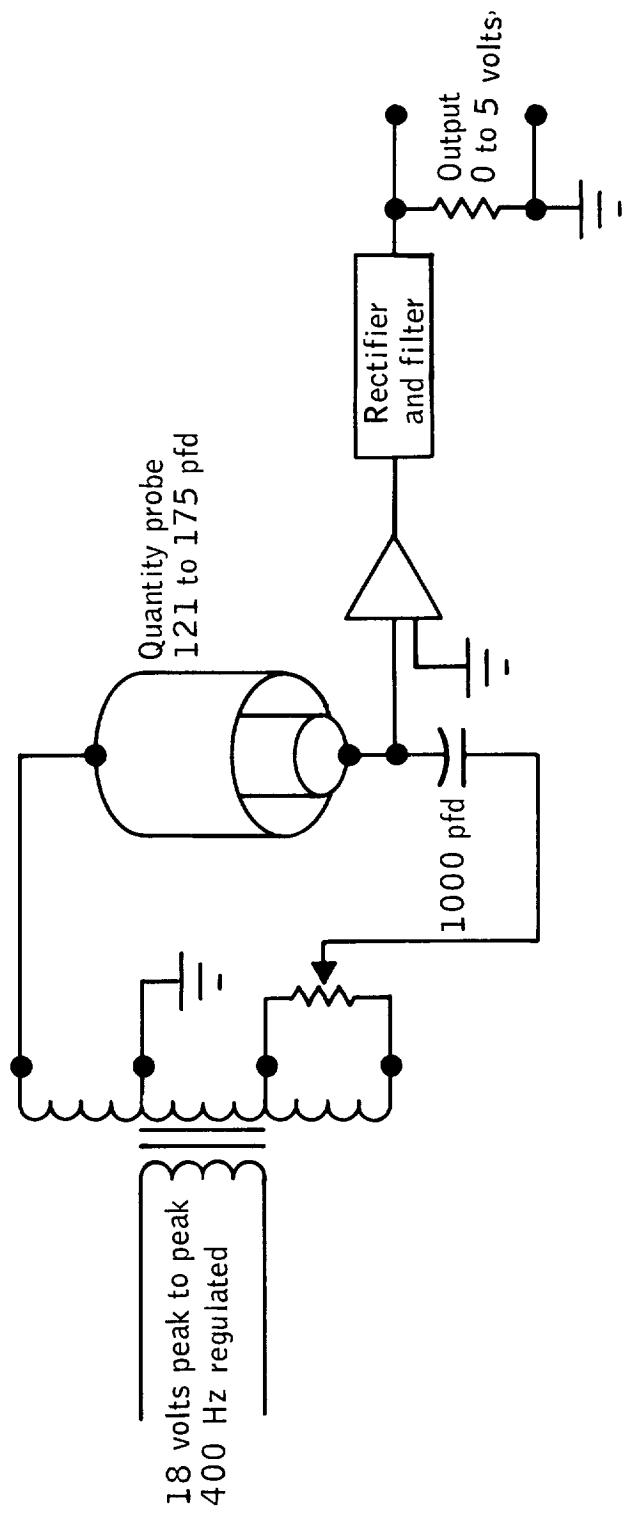 18 volts peak to peak
400 Hz regulated
Quantity probe
121 to 175 pfd
1000 pfd
Rectifier
and filter
Output
0 to 5 volts